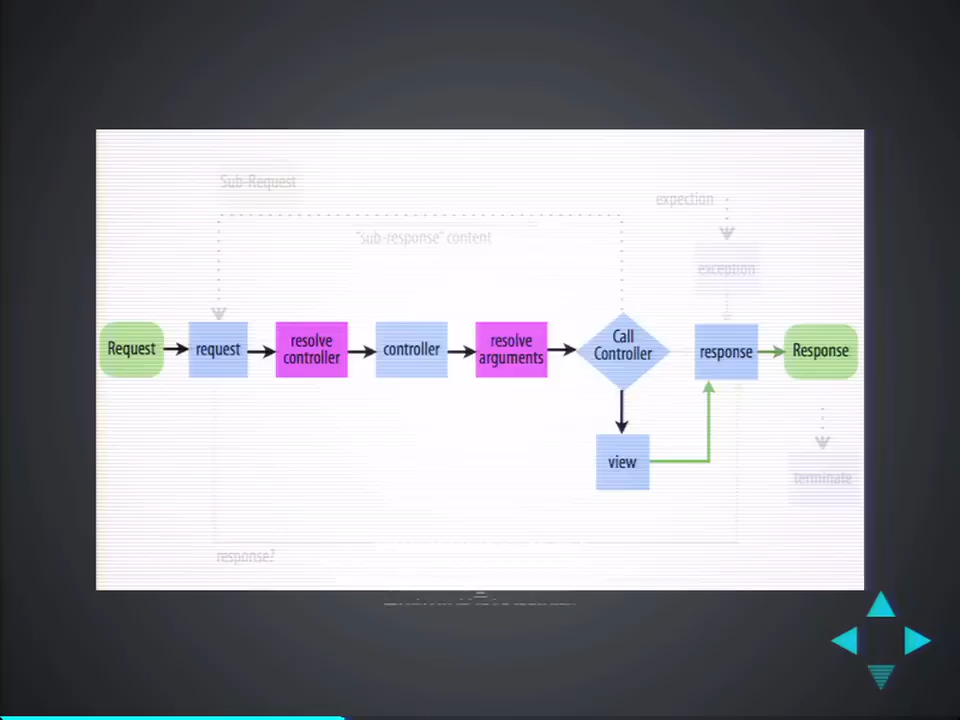 Sub-Request
expection
"sub-response" content
exception
Request
request
resolve
controller
controller
resolve
arguments
Call
Controller
response
Response
view
terminate
response?